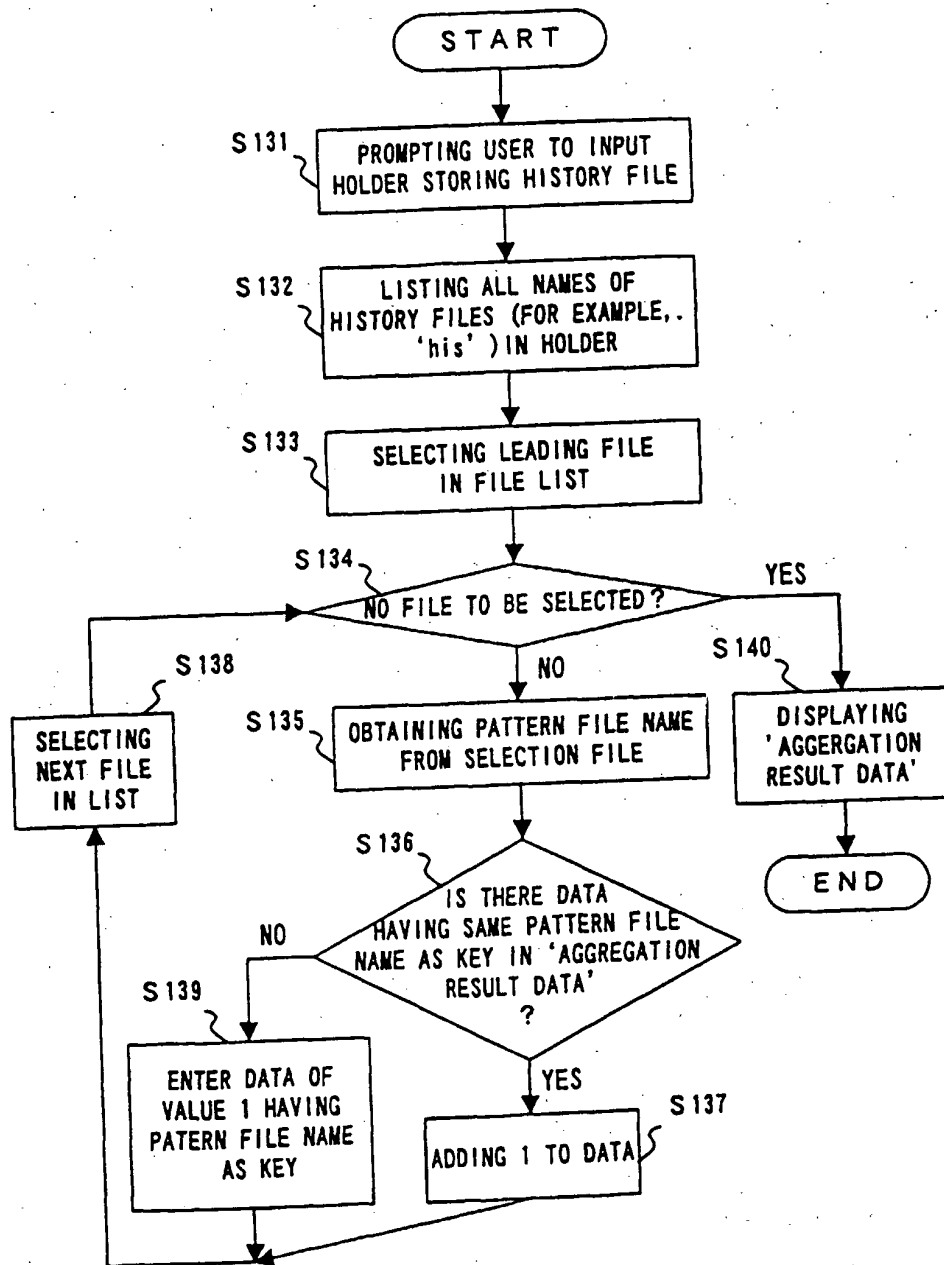 START
S131
PROMPTING USER TO INPUT
HOLDER STORING HISTORY FILE
S132
LISTING ALL NAMES OF
HISTORY FILES (FOR EXAMPLE,.
'his' )IN HOLDER
S133
SELECTING LEADING FILE
IN FILE LIST
S134
NO FILE TO BE SELECTED?
YES
NO
S138
SELECTING
NEXT FILE
IN LIST
S135
OBTAINING PATTERN FILE NAME
FROM SELECTION FILE
S140
DISPLAYING
'AGGERGATION
RESULT DATA'
END
S136
IS THERE DATA
HAVING SAME PATTERN FILE
NAME AS KEY IN 'AGGREGATION
RESULT DATA'
?
NO
YES
S139
ENTER DATA OF
VALUE 1 HAVING
PATERN FILE NAME
AS KEY
S137
ADDING 1 TO DATA